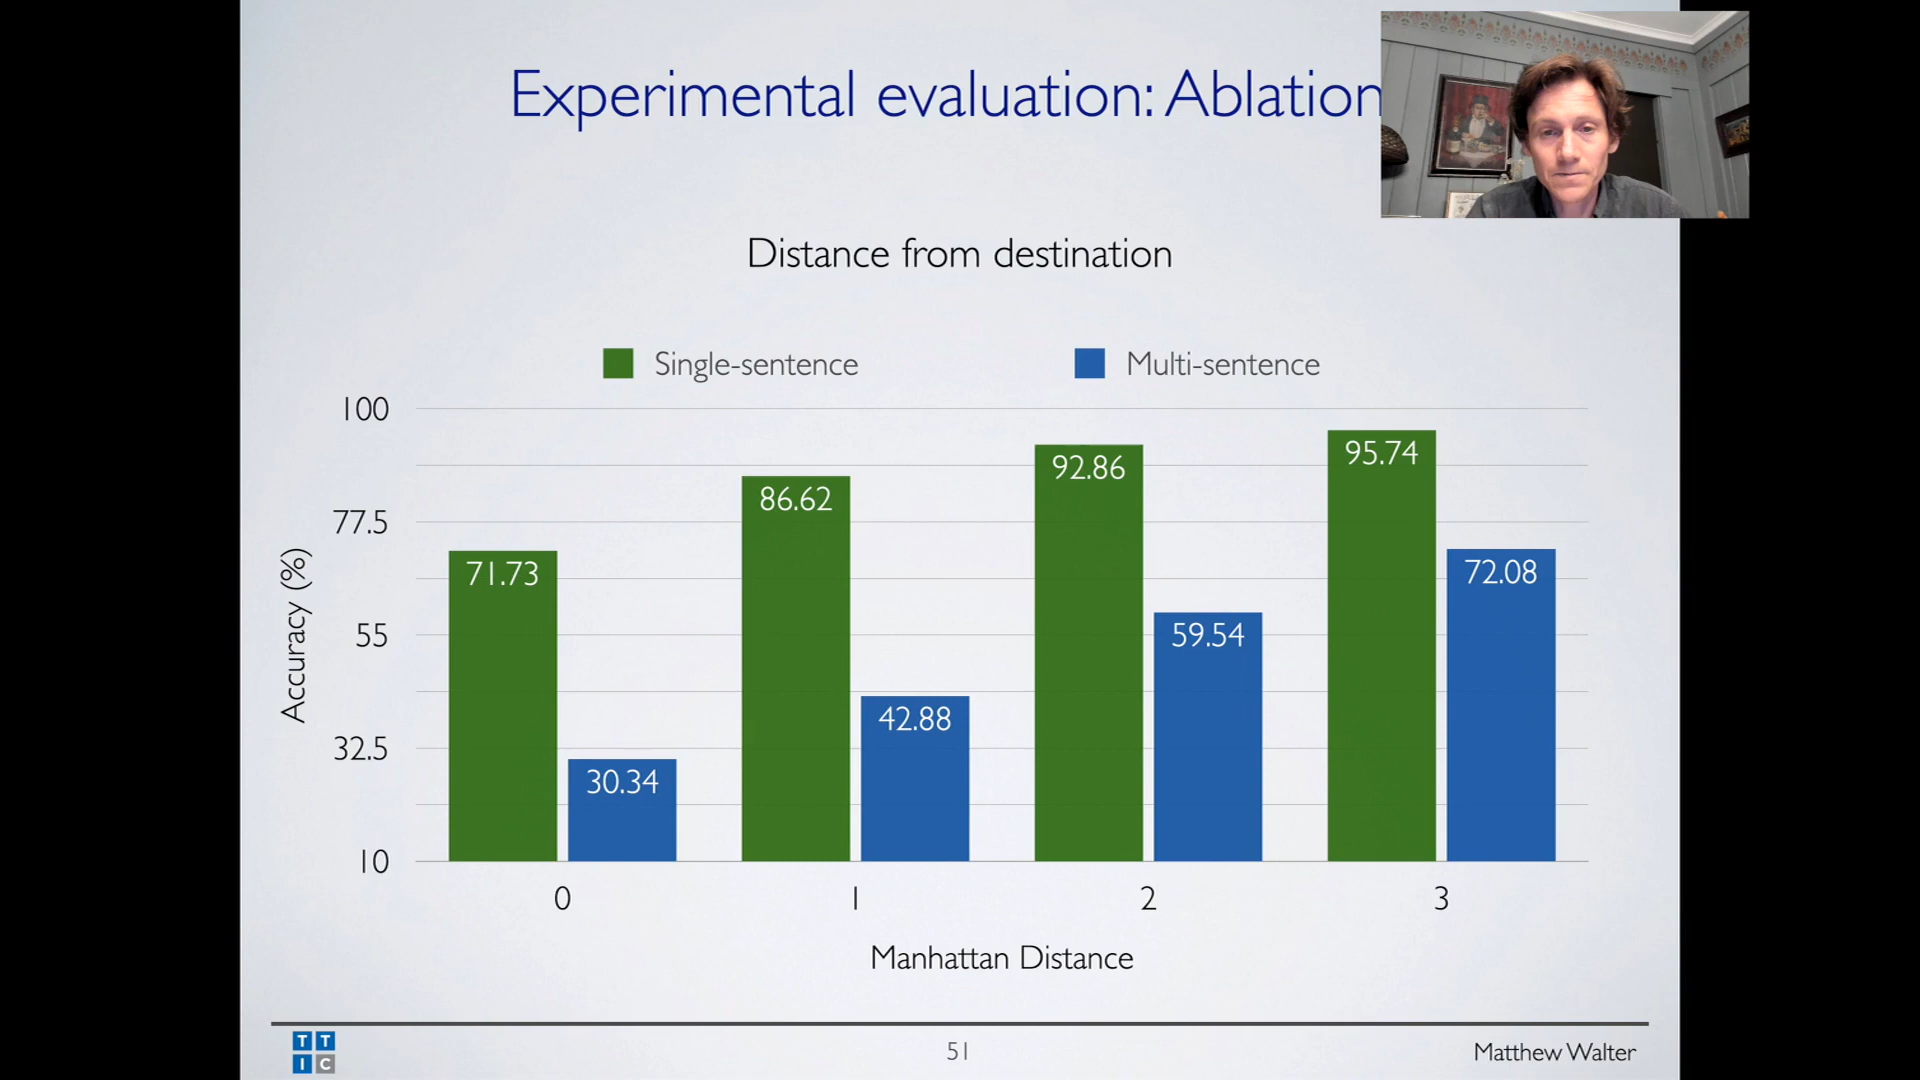 Experimental evaluation: Ablation
Distance from destination
Single-sentence
Multi-sentence
100
77.5
55
32.5
10
Accuracy (%)
71.73
30.34
86.62
42.88
92.86
59.54
95.74
72.08
0
1
2
3
Manhattan Distance
TTIC
51
Matthew Walter